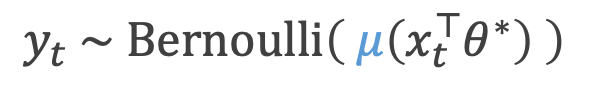 yₜ ~ Bernoulli( μ(xₜᵀθ*) )